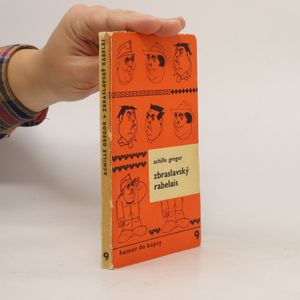 ACHILLE GREGOR • ZBRASLAVSKÝ RABELAIS
9
achille gregor
zbraslavský
rabelais
humor do kapsy
9